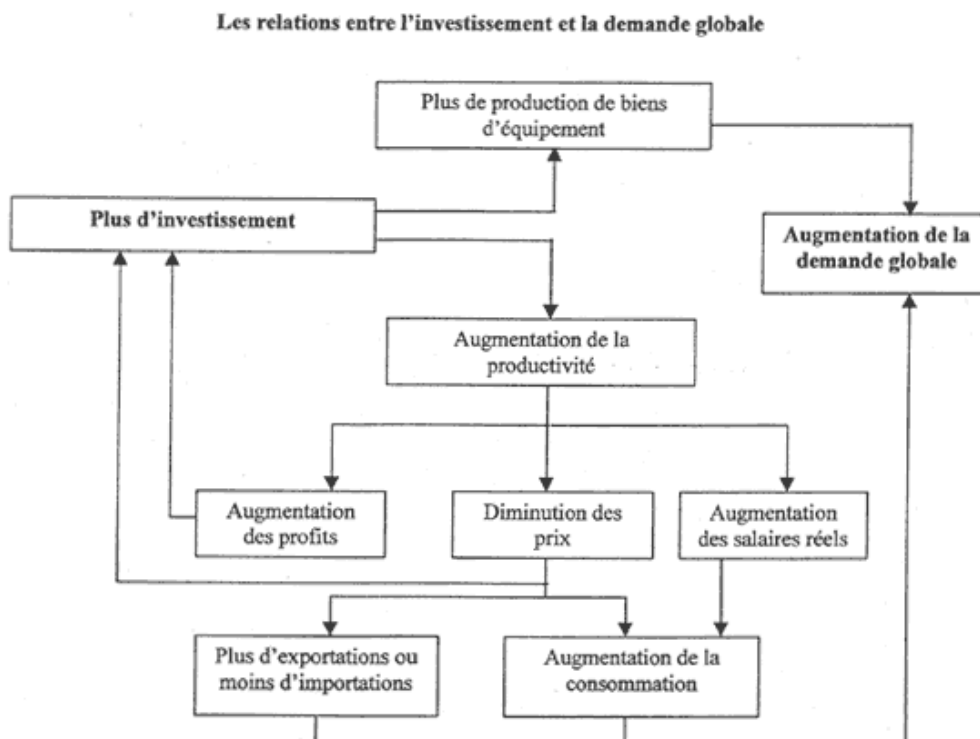 Les relations entre l'investissement et la demande globale
Plus de production de biens
d'équipement
Plus d'investissement
Augmentation de la
demande globale
Augmentation de la
productivité
Augmentation
des profits
Diminution des
prix
Augmentation
des salaires réels
Plus d'exportations ou
moins d'importations
Augmentation de la
consommation